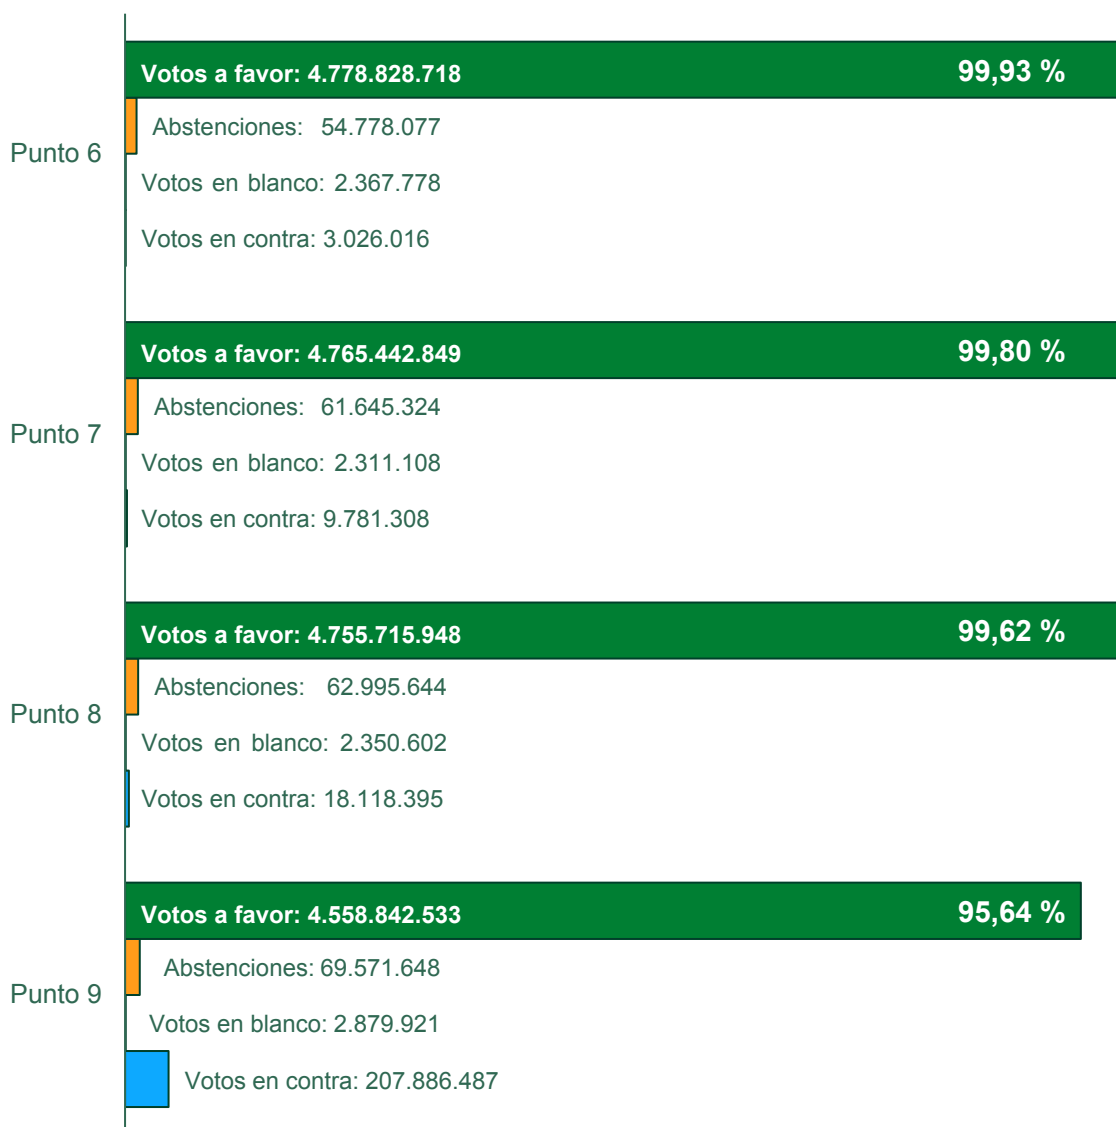 Votos a favor: 4.778.828.718 99,93 %
Abstenciones: 54.778.077
Punto 6
Votos en blanco: 2.367.778
Votos en contra: 3.026.016
Votos a favor: 4.765.442.849 99,80 %
Abstenciones: 61.645.324
Punto 7
Votos en blanco: 2.311.108
Votos en contra: 9.781.308
Votos a favor: 4.755.715.948 99,62 %
Abstenciones: 62.995.644
Punto 8
Votos en blanco: 2.350.602
Votos en contra: 18.118.395
Votos a favor: 4.558.842.533 95,64 %
Abstenciones: 69.571.648
Punto 9
Votos en blanco: 2.879.921
Votos en contra: 207.886.487